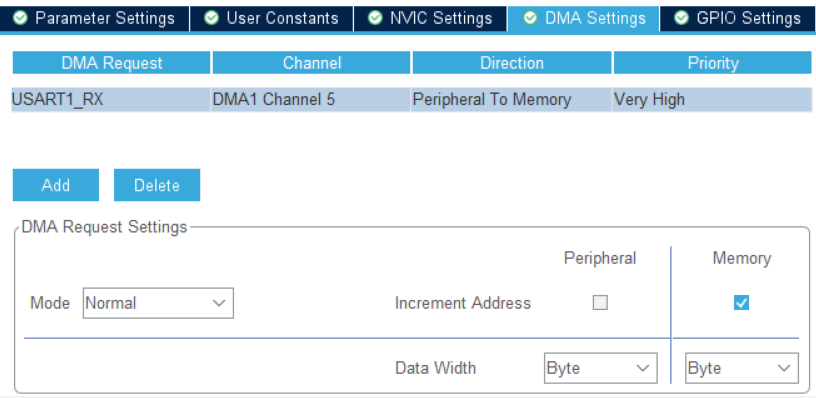 Parameter Settings User Constants NVIC Settings DMA Settings GPIO Settings
DMA Request Channel Direction Priority
USART1_RX DMA1 Channel 5 Peripheral To Memory Very High
Add Delete
DMA Request Settings
Peripheral Memory
Mode Normal Increment Address
Data Width Byte Byte